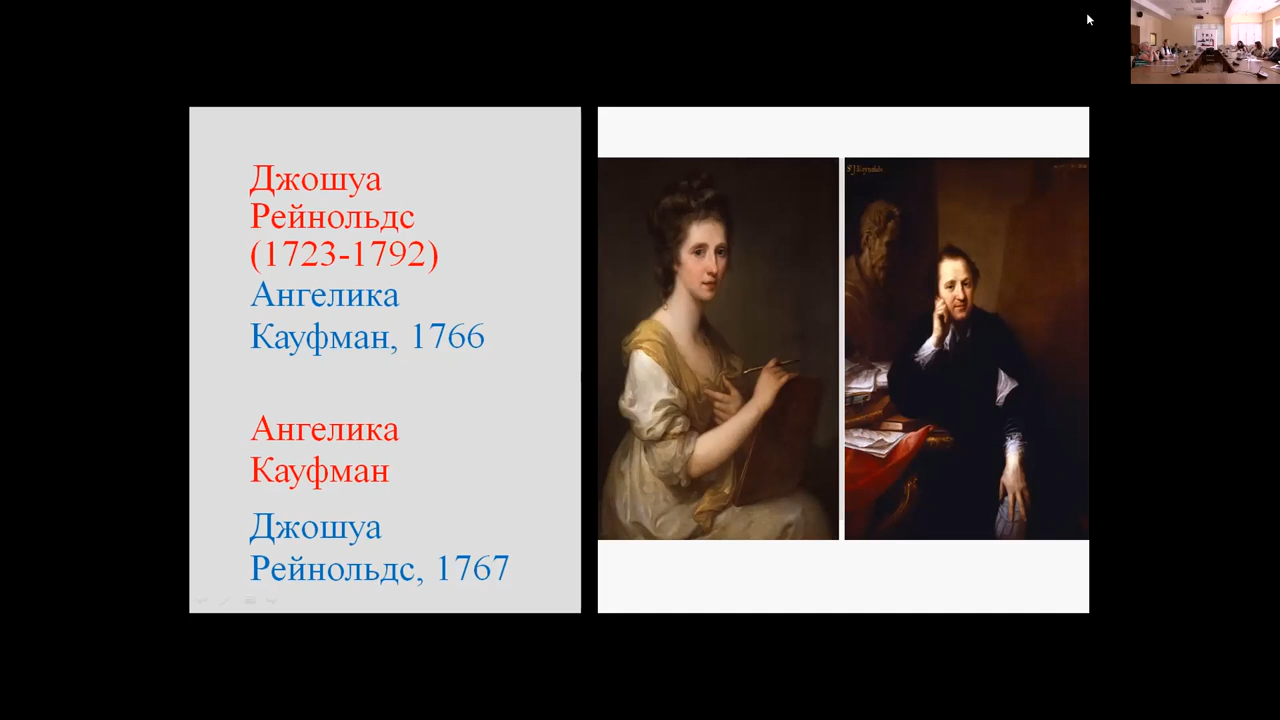 Джошуа
Рейнольдс
(1723-1792)
Ангелика
Кауфман, 1766
Ангелика
Кауфман
Джошуа
Рейнольдс, 1767